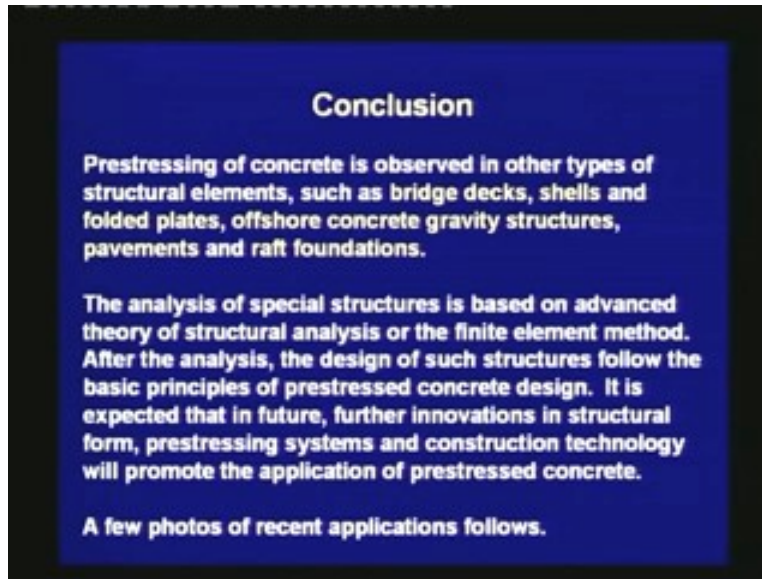 Conclusion
Prestressing of concrete is observed in other types of
structural elements, such as bridge decks, shells and
folded plates, offshore concrete gravity structures,
pavements and raft foundations.
The analysis of special structures is based on advanced
theory of structural analysis or the finite element method.
After the analysis, the design of such structures follow the
basic principles of prestressed concrete design. It is
expected that in future, further innovations in structural
form, prestressing systems and construction technology
will promote the application of prestressed concrete.
A few photos of recent applications follows.